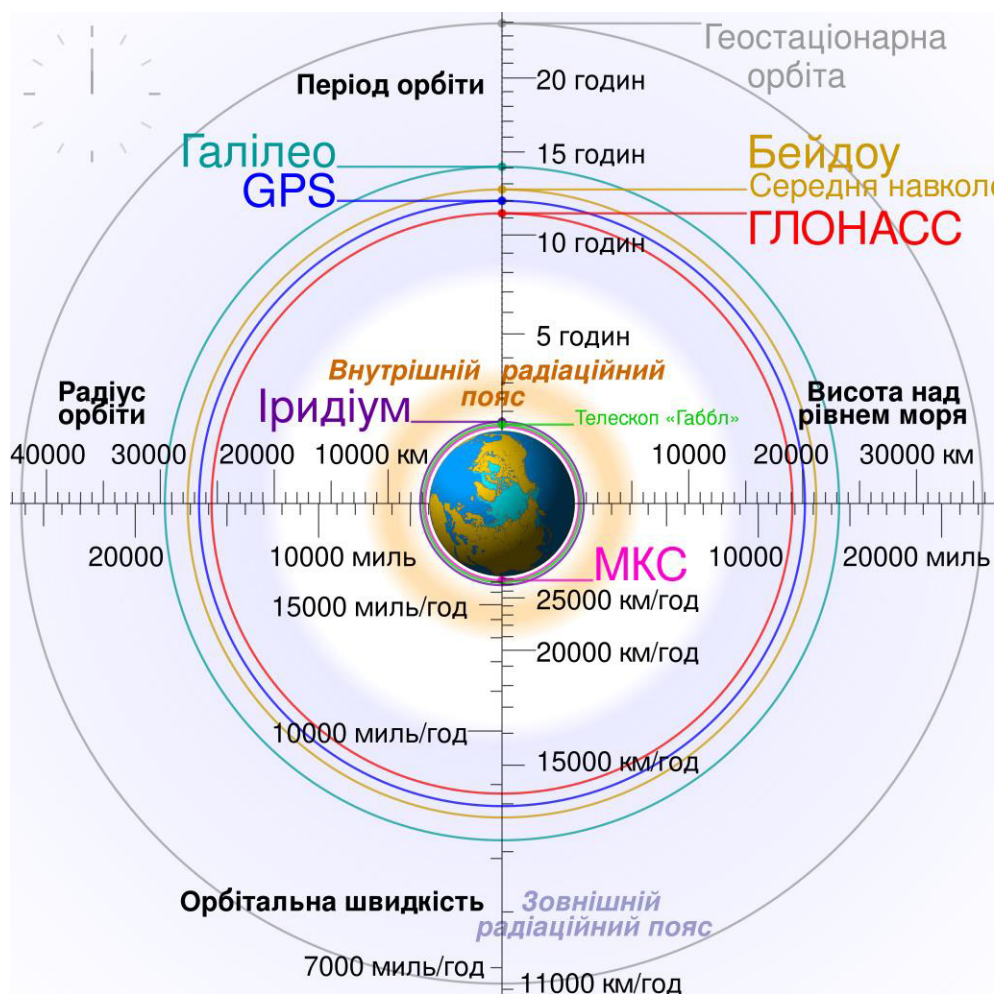 Геостаціонарна
орбіта
Період орбіти
20 годин
Галілео
15 годин
Бейдоу
GPS
Середня навколо
ГЛОНАСС
10 годин
5 годин
Внутрішній радіаційний
пояс
Радіус
орбіти
Іридіум
Телескоп «Габбл»
Висота над
рівнем моря
40000 30000 20000 10000 км 10000 20000 30000 км
20000 10000 миль 10000 20000 миль
МКС
15000 миль/год 25000 км/год
20000 км/год
10000 миль/год
15000 км/год
Орбітальна швидкість
Зовнішній
радіаційний пояс
7000 миль/год
11000 км/год